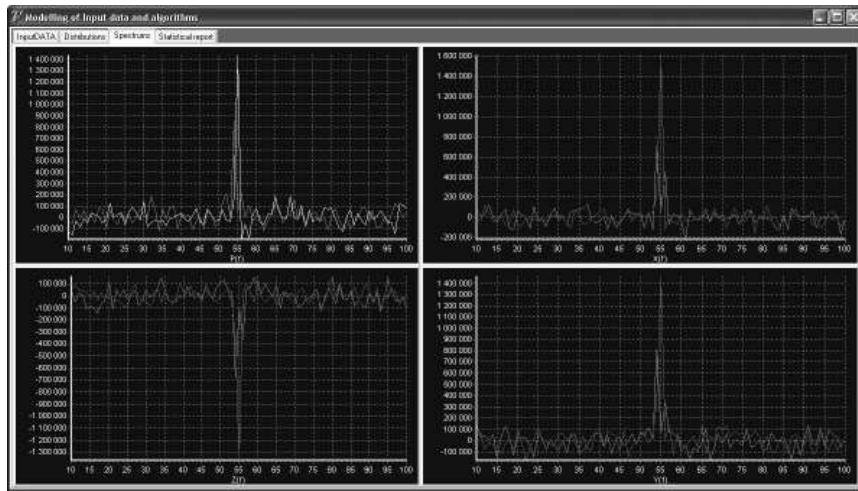 Modelling of Input data and algorithms
InputDATA Distributions Spectrums Statistical report
1 400 000
1 300 000
1 200 000
1 100 000
1 000 000
900 000
800 000
700 000
600 000
500 000
400 000
300 000
200 000
100 000
0
-100 000
10 15 20 25 30 35 40 45 50 55 60 65 70 75 80 85 90 95 100
P(f)
1 600 000
1 400 000
1 200 000
1 000 000
800 000
600 000
400 000
200 000
0
-200 006
10 15 20 25 30 35 40 45 50 55 60 65 70 75 80 85 90 95 100
X(f)
100 000
0
-100 000
-200 000
-300 000
-400 000
-500 000
-600 000
-700 000
-800 000
-900 000
-1 000 000
-1 100 000
-1 200 000
-1 300 000
10 15 20 25 30 35 40 45 50 55 60 65 70 75 80 85 90 95 100
Z(f)
1 400 000
1 300 000
1 200 000
1 100 000
1 000 000
900 000
800 000
700 000
600 000
500 000
400 000
300 000
200 000
100 000
0
-100 000
10 15 20 25 30 35 40 45 50 55 60 65 70 75 80 85 90 95 100
Y(f)